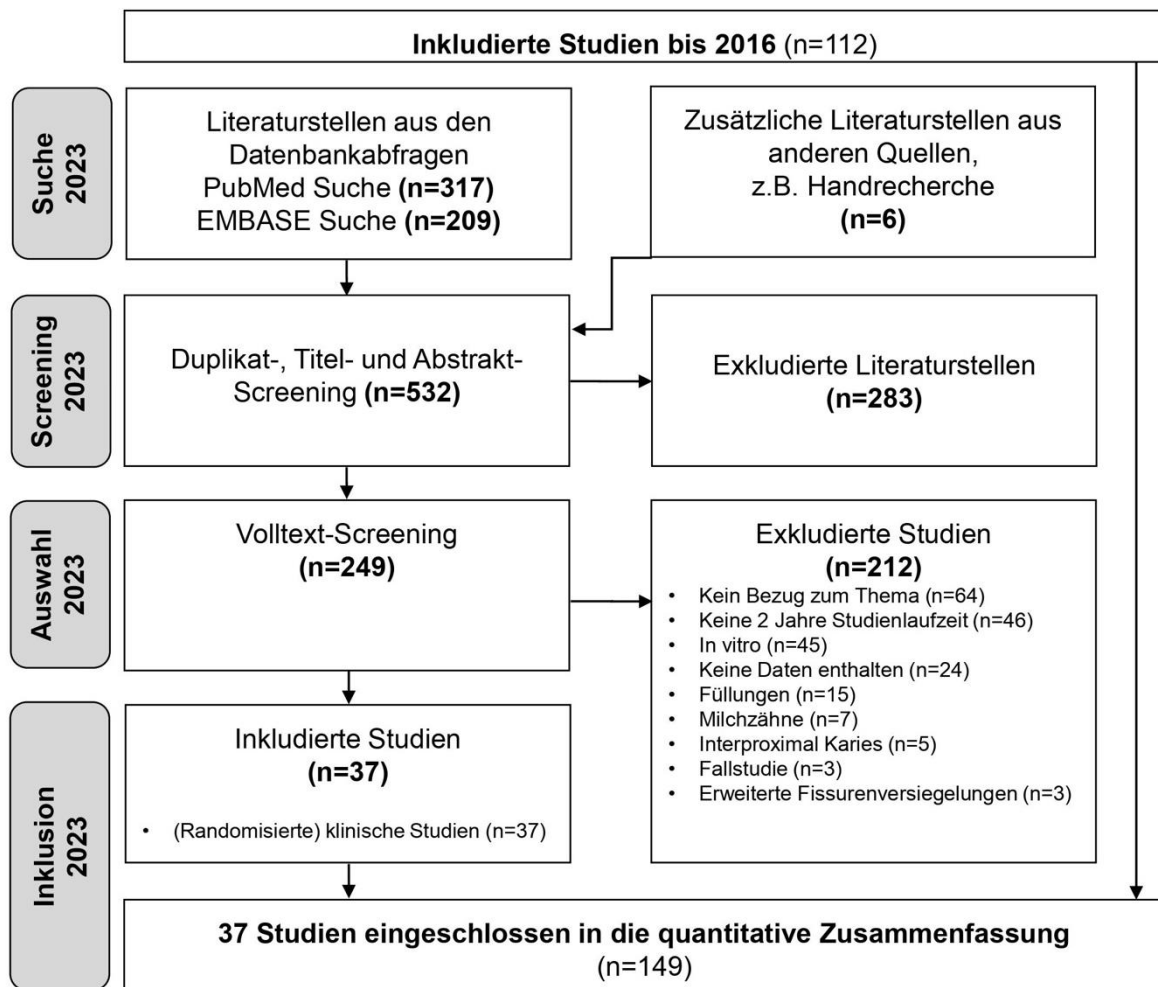 Inkludierte Studien bis 2016 (n=112)
Suche
2023
Literaturstellen aus den
Datenbankabfragen
PubMed Suche (n=317)
EMBASE Suche (n=209)
Zusätzliche Literaturstellen aus
anderen Quellen,
z.B. Handrecherche
(n=6)
Screening
2023
Duplikat-, Titel- und Abstrakt-
Screening (n=532)
Exkludierte Literaturstellen
(n=283)
Auswahl
2023
Volltext-Screening
(n=249)
Exkludierte Studien
(n=212)
• Kein Bezug zum Thema (n=64)
• Keine 2 Jahre Studienlaufzeit (n=46)
• In vitro (n=45)
• Keine Daten enthalten (n=24)
• Füllungen (n=15)
• Milchzähne (n=7)
• Interproximal Karies (n=5)
• Fallstudie (n=3)
• Erweiterte Fissurenversiegelungen (n=3)
Inklusion
2023
Inkludierte Studien
(n=37)
• (Randomisierte) klinische Studien (n=37)
37 Studien eingeschlossen in die quantitative Zusammenfassung
(n=149)